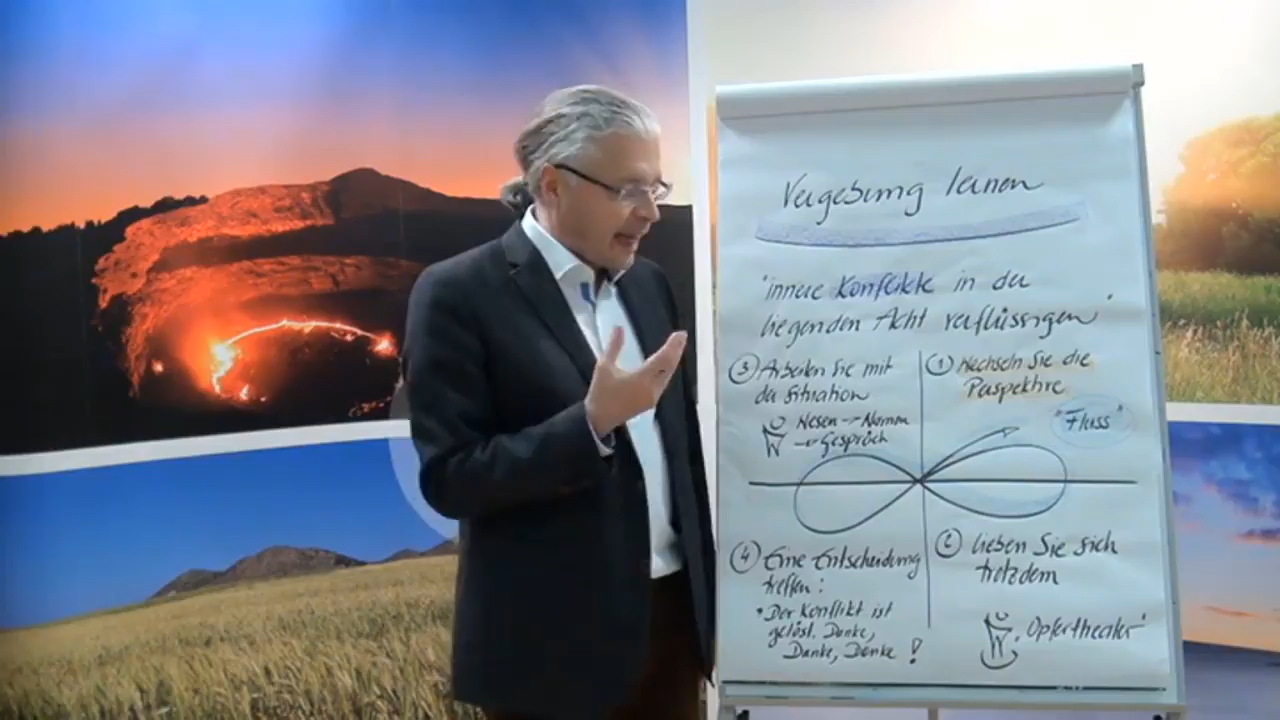 Vergebung lernen
"innere Konflikte in der
liegenden Acht verflüssigen"
③ Arbeiten Sie mit
der Situation
Wesen → Namen
→ Gespräch
① Wechseln Sie die
Perspektive
"Fluss"
④ Eine Entscheidung
treffen:
• Der Konflikt ist
gelöst. Danke,
Danke, Danke !
② Lieben Sie sich
trotzdem
"Opfertheater"